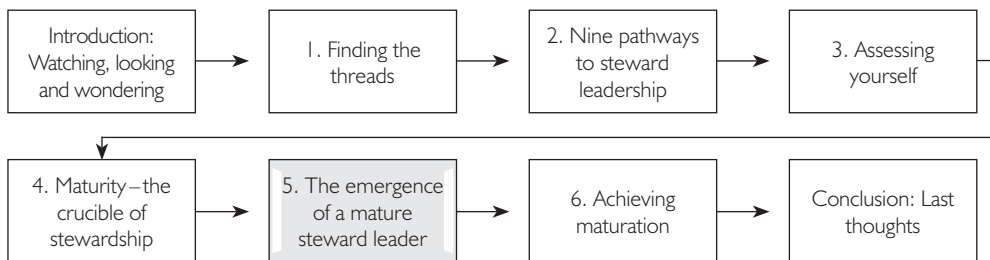 Introduction:
Watching, looking
and wondering
1. Finding the
threads
2. Nine pathways
to steward
leadership
3. Assessing
yourself
4. Maturity–the
crucible of
stewardship
5. The emergence
of a mature
steward leader
6. Achieving
maturation
Conclusion: Last
thoughts